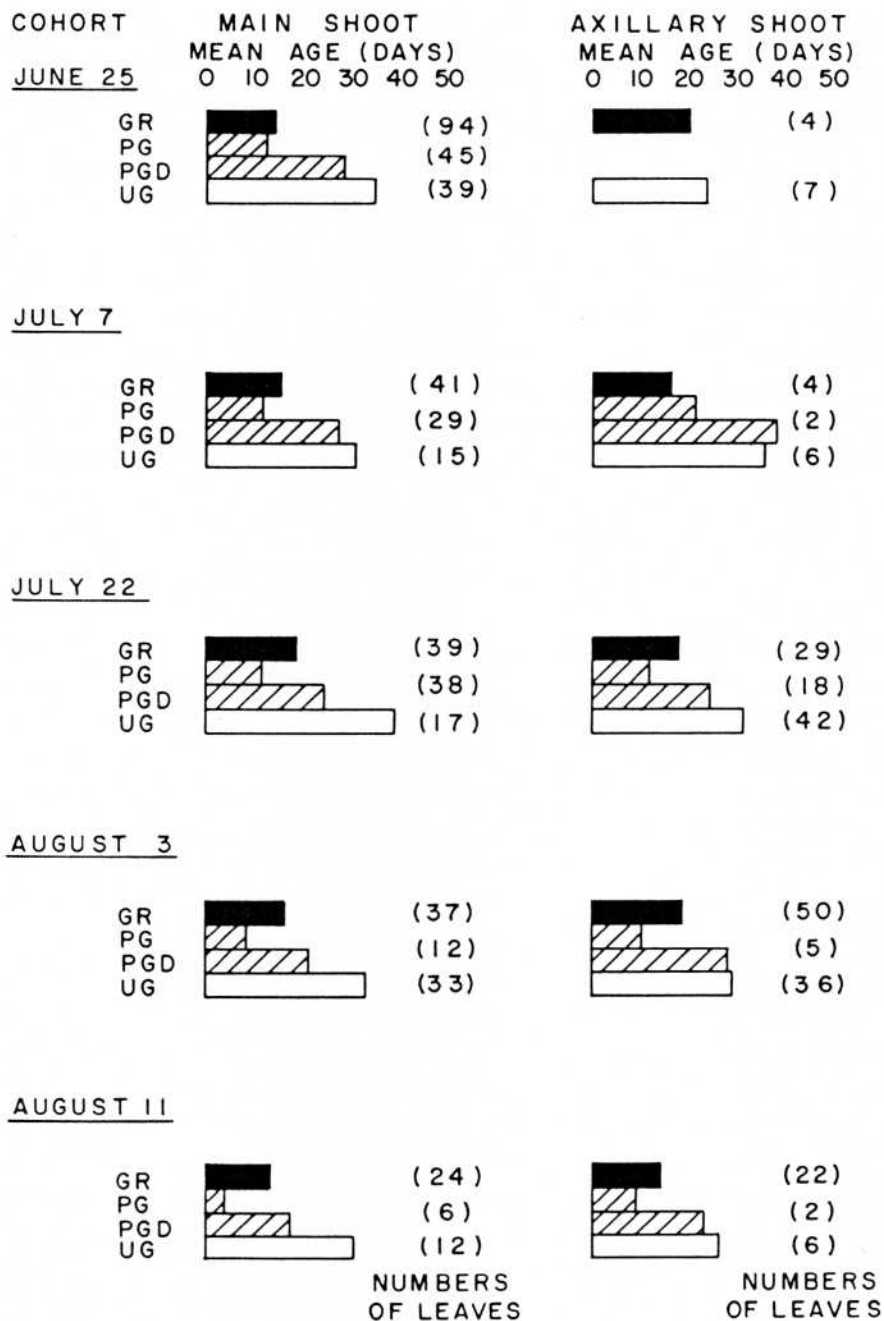 COHORT MAIN SHOOT AXILLARY SHOOT
MEAN AGE (DAYS) MEAN AGE (DAYS)
JUNE 25 0 10 20 30 40 50 0 10 20 30 40 50
GR (94) (4)
PG
(45)
PGD
UG (39) (7)
JULY 7
GR (41) (4)
PG
(29) (2)
PGD
UG (15) (6)
JULY 22
GR (39) (29)
PG
(38) (18)
PGD
UG (17) (42)
AUGUST 3
GR (37) (50)
PG
(12) (5)
PGD
UG (33) (36)
AUGUST 11
GR (24) (22)
PG
(6) (2)
PGD
UG (12) (6)
NUMBERS NUMBERS
OF LEAVES OF LEAVES